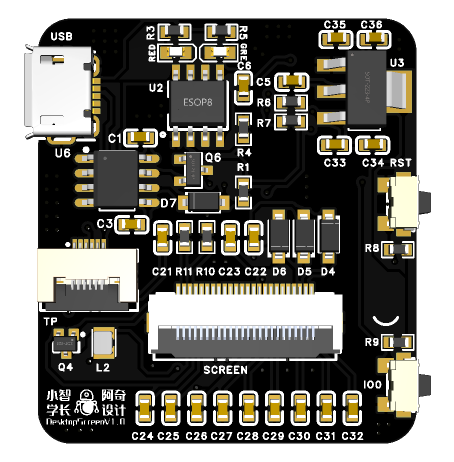 USB
R3
R5
C35
C36
RED
GRE
U2
C6
U3
ESOP8
C5
R6
R7
C1
U6
Q6
R4
C33
C34
RST
R1
D7
C3
C21
R11
R10
C23
C22
D6
D5
D4
R8
TP
Q4
L2
SCREEN
R9
IO0
小智 阿奇
学长 设计
DesktopScreenV1.0
C24
C25
C26
C27
C28
C29
C30
C31
C32